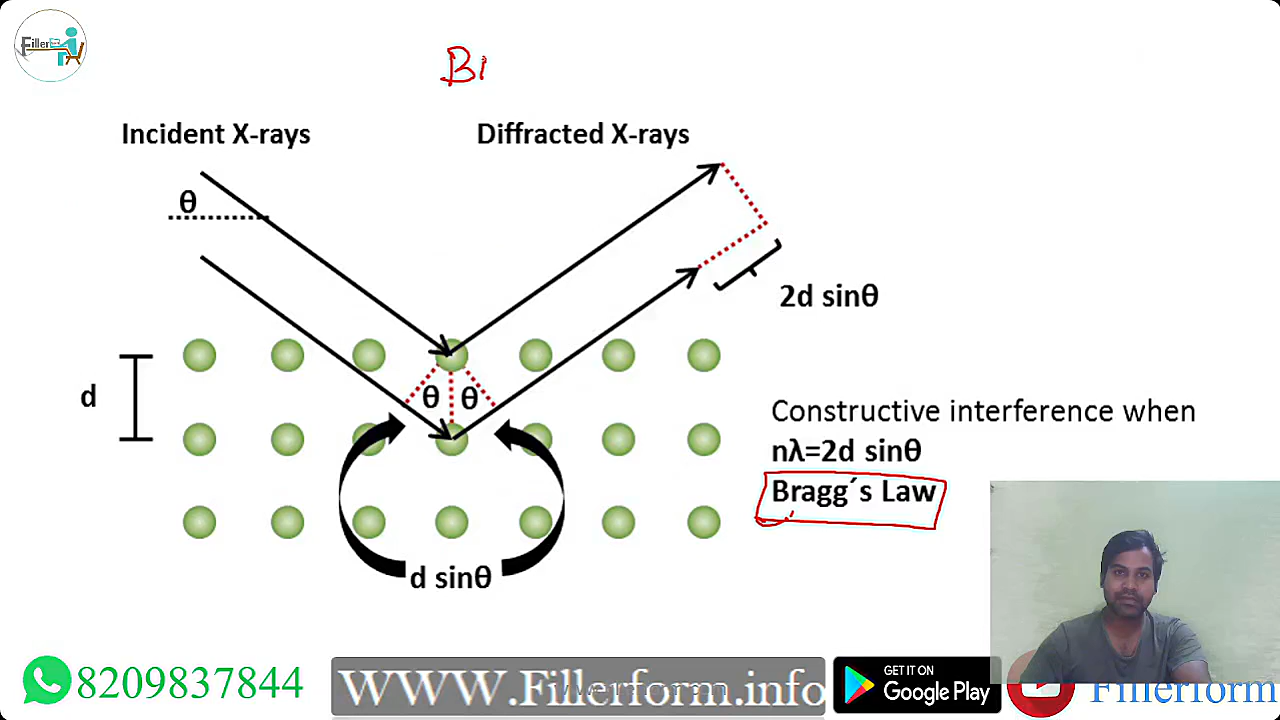 Filler
BI
Incident X-rays
Diffracted X-rays
θ
2d sinθ
d
θ θ
Constructive interference when
nλ=2d sinθ
Bragg´s Law
d sinθ
8209837844
WWW.Fillerform.info
GET IT ON
Google Play
Fillerform